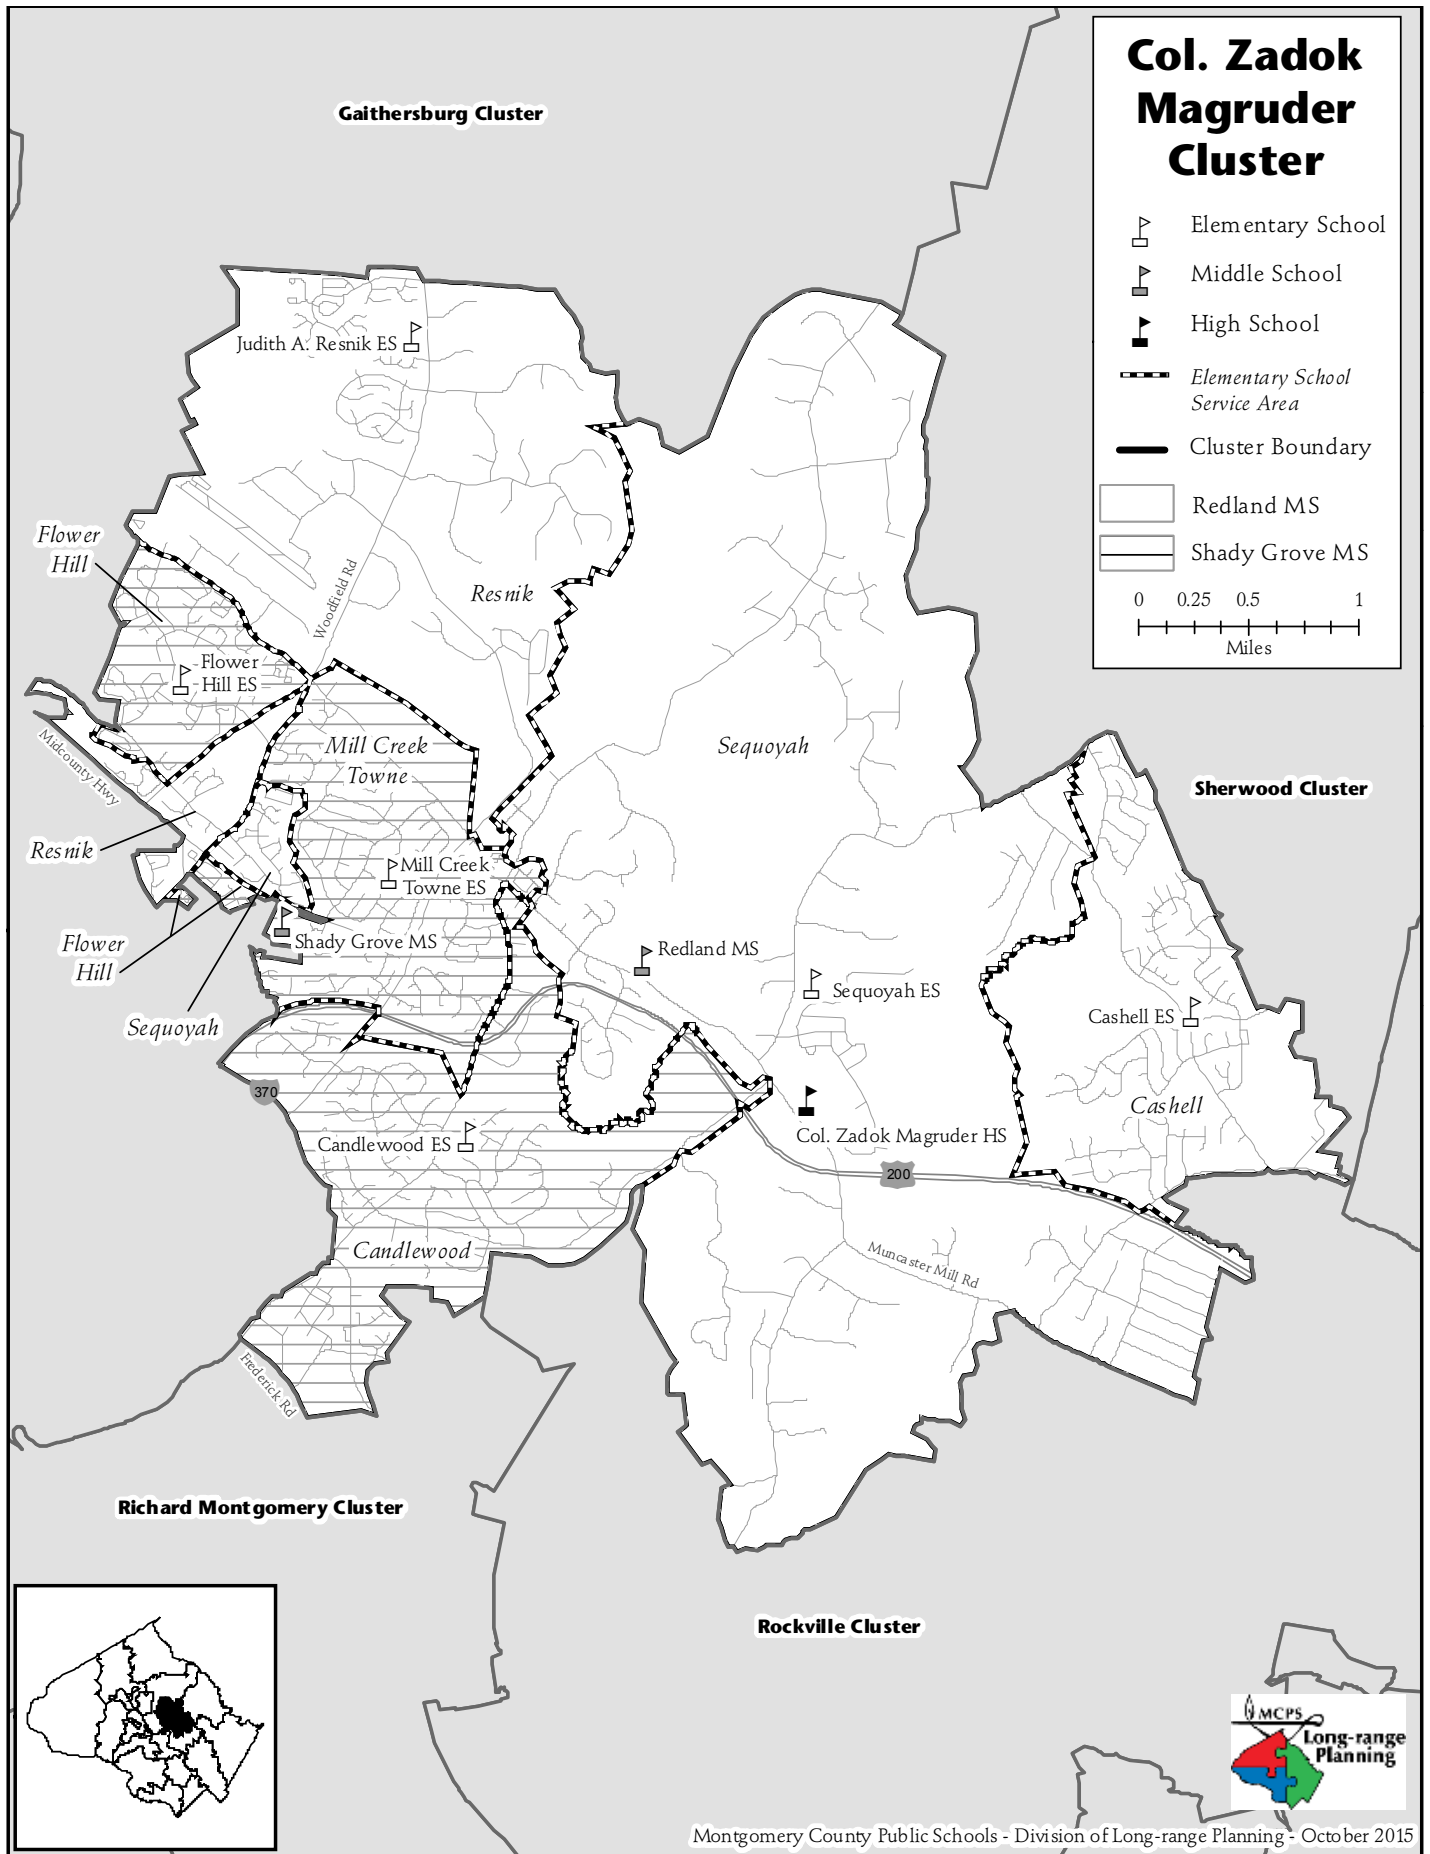 Col. Zadok
Magruder
Cluster
Elementary School
Middle School
High School
Elementary School
Service Area
Cluster Boundary
Redland MS
Shady Grove MS
0 0.25 0.5 1
Miles
Gaithersburg Cluster
Judith A. Resnik ES
Flower
Hill
Resnik
Woodfield Rd
Flower
Hill ES
Mill Creek
Towne
Sequoyah
Midcounty Hwy
Sherwood Cluster
Resnik
Mill Creek
Towne ES
Flower
Hill
Shady Grove MS
Redland MS
Sequoyah ES
Cashell ES
Sequoyah
370
Cashell
Candlewood ES
Col. Zadok Magruder HS
200
Candlewood
Muncaster Mill Rd
Frederick Rd
Richard Montgomery Cluster
Rockville Cluster
MCPS
Long-range
Planning
Montgomery County Public Schools - Division of Long-range Planning - October 2015